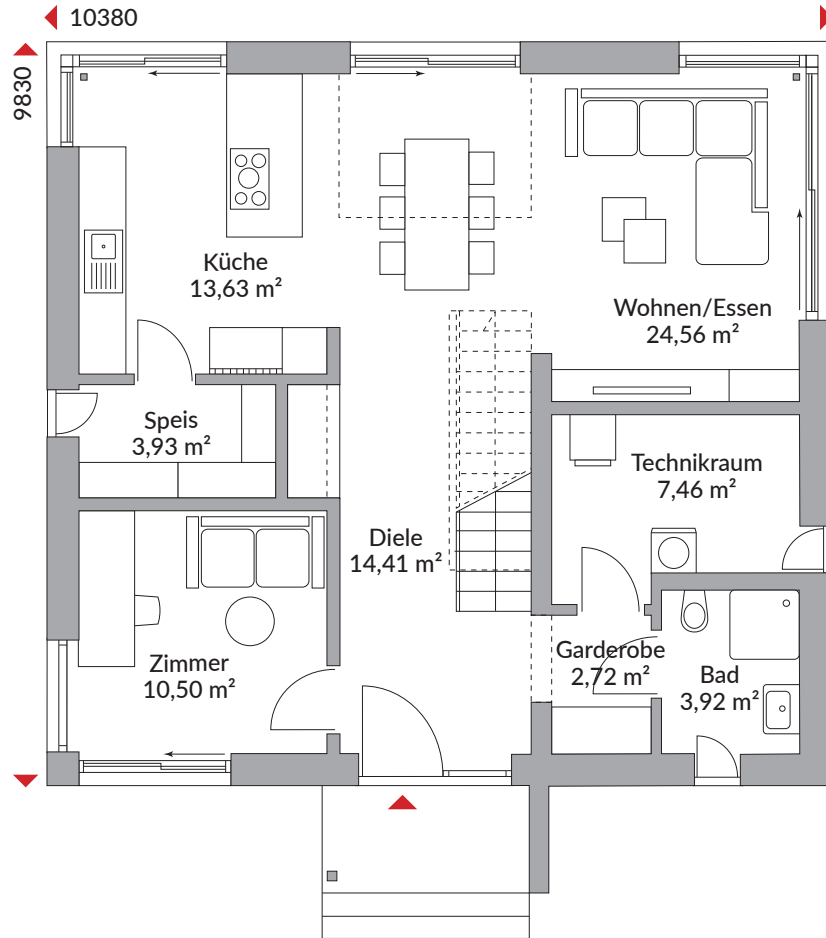 10380
9830
Küche
13,63 m²
Wohnen/Essen
24,56 m²
Speis
3,93 m²
Technikraum
7,46 m²
Diele
14,41 m²
Zimmer
10,50 m²
Garderobe
2,72 m²
Bad
3,92 m²